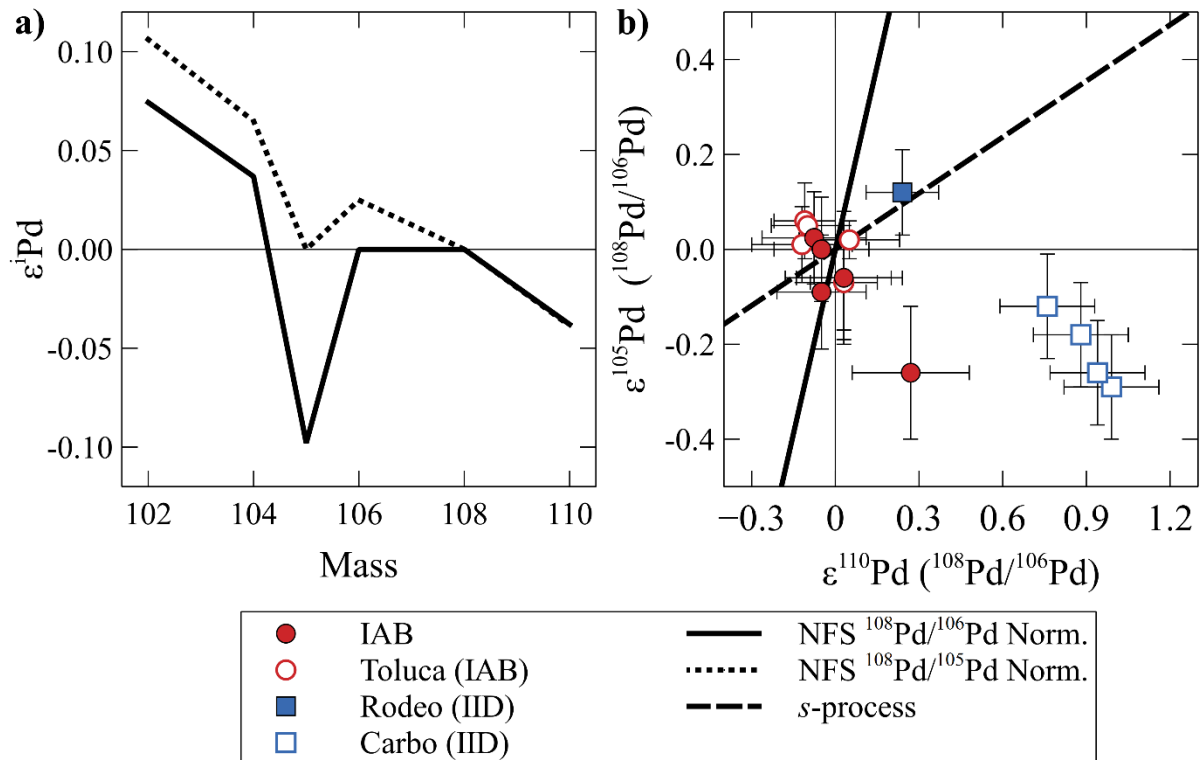 a)
0.10
0.05
0.00
-0.05
-0.10
εⁱPd
102 104 106 108 110
Mass
b)
0.4
0.2
0.0
-0.2
-0.4
ε¹⁰⁵Pd (¹⁰⁸Pd/¹⁰⁶Pd)
−0.3 0 0.3 0.6 0.9 1.2
ε¹¹⁰Pd (¹⁰⁸Pd/¹⁰⁶Pd)
IAB
Toluca (IAB)
Rodeo (IID)
Carbo (IID)
NFS ¹⁰⁸Pd/¹⁰⁶Pd Norm.
NFS ¹⁰⁸Pd/¹⁰⁵Pd Norm.
s-process